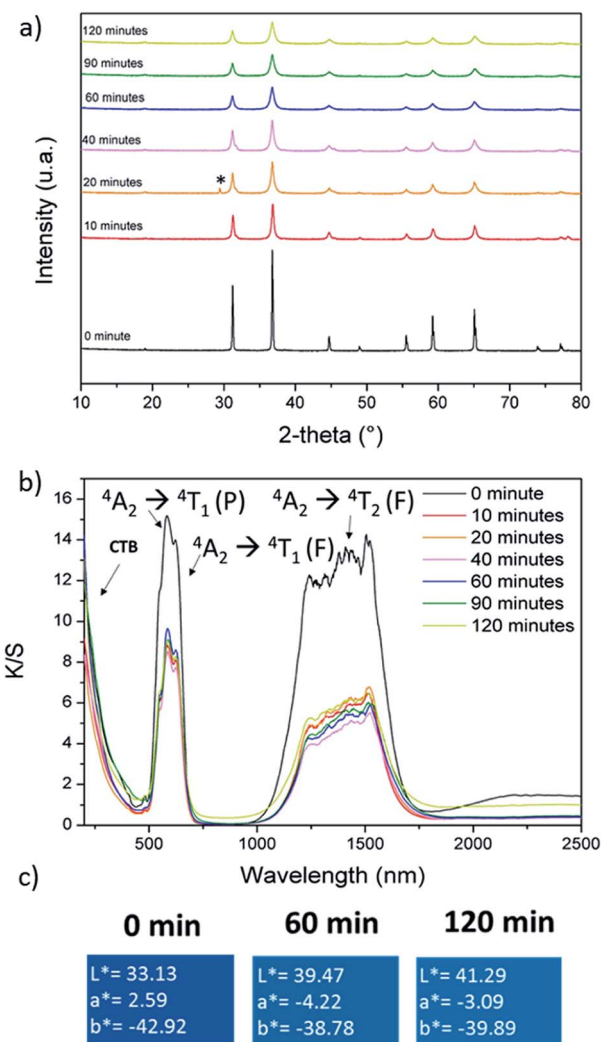 a)
120 minutes
90 minutes
60 minutes
40 minutes
20 minutes
*
10 minutes
0 minute
Intensity (u.a.)
10 20 30 40 50 60 70 80
2-theta (°)
b)
16
14
12
10
8
6
4
2
0
K/S
⁴A₂ → ⁴T₁ (P)
⁴A₂ → ⁴T₂ (F)
CTB
⁴A₂ → ⁴T₁ (F)
0 minute
10 minutes
20 minutes
40 minutes
60 minutes
90 minutes
120 minutes
500 1000 1500 2000 2500
Wavelength (nm)
c)
0 min 60 min 120 min
L*= 33.13 L*= 39.47 L*= 41.29
a*= 2.59 a*= -4.22 a*= -3.09
b*= -42.92 b*= -38.78 b*= -39.89